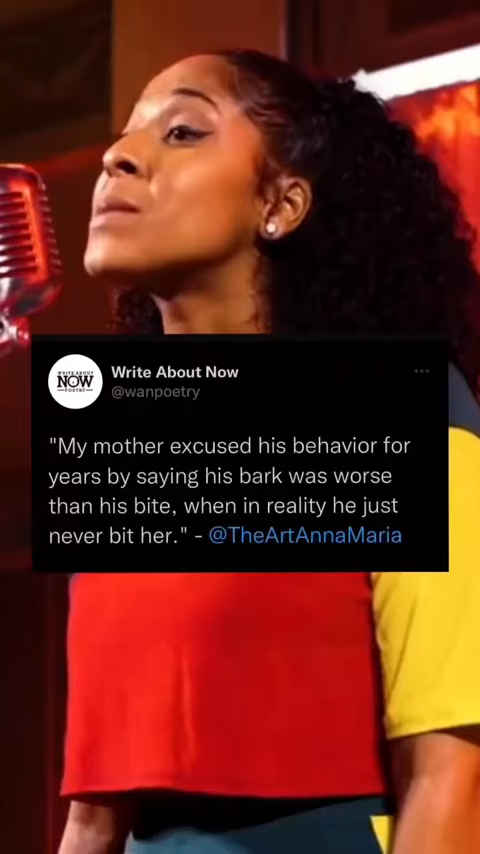 WRITE ABOUT
NOW
POETRY
Write About Now
@wanpoetry
"My mother excused his behavior for
years by saying his bark was worse
than his bite, when in reality he just
never bit her." - @TheArtAnnaMaria